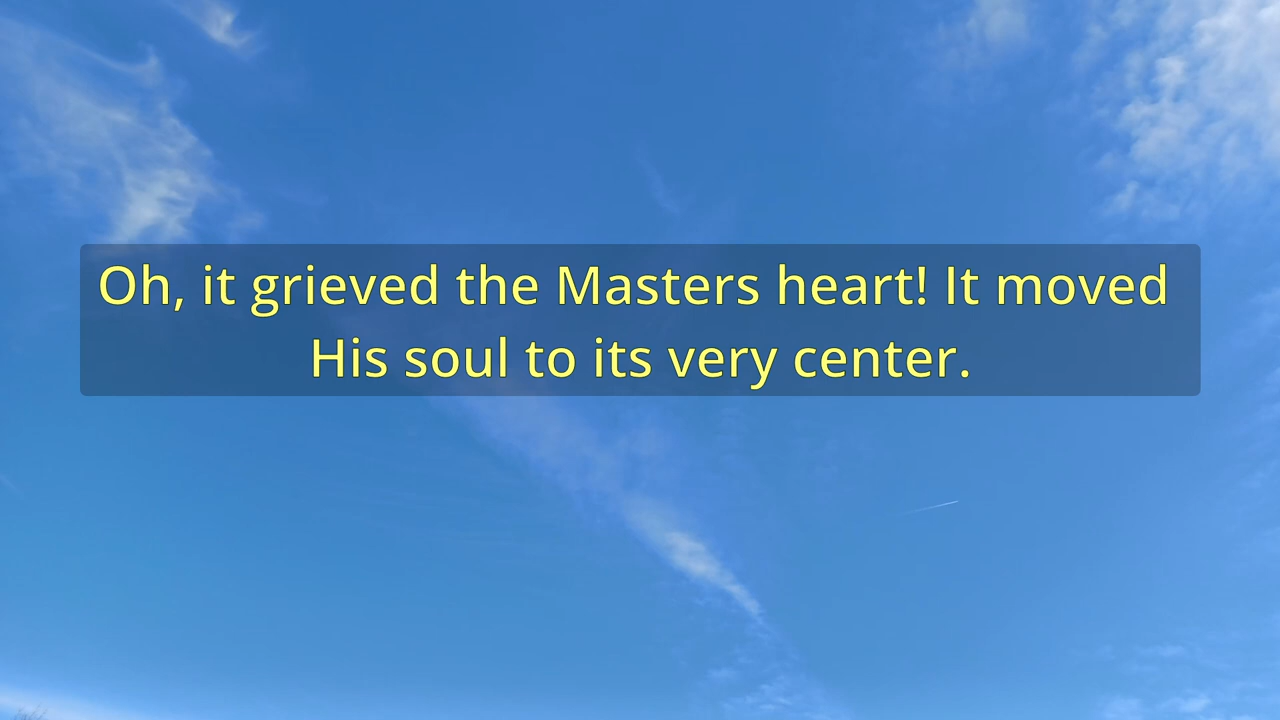 Oh, it grieved the Masters heart! It moved
His soul to its very center.